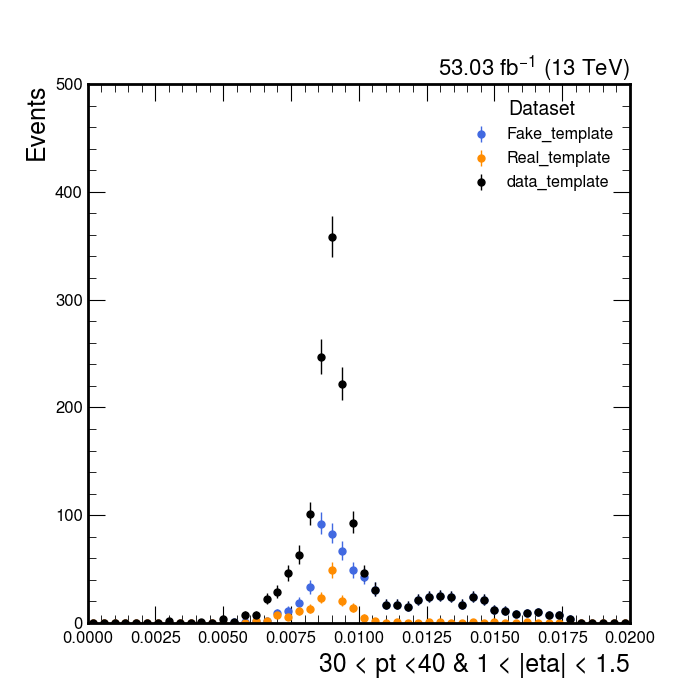 53.03 fb⁻¹ (13 TeV)
500
400
300
200
100
0
Events
Dataset
Fake_template
Real_template
data_template
0.0000 0.0025 0.0050 0.0075 0.0100 0.0125 0.0150 0.0175 0.0200
30 < pt <40 & 1 < |eta| < 1.5